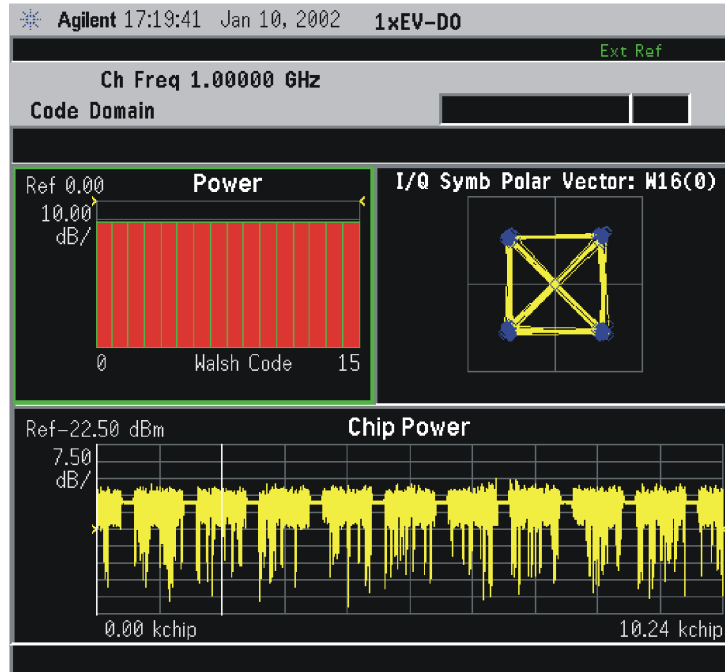 Agilent 17:19:41 Jan 10, 2002 1xEV-DO
Ext Ref
Ch Freq 1.00000 GHz
Code Domain
Ref 0.00 Power
10.00
dB/
0 Walsh Code 15
I/Q Symb Polar Vector: W16(0)
Ref-22.50 dBm Chip Power
7.50
dB/
0.00 kchip 10.24 kchip